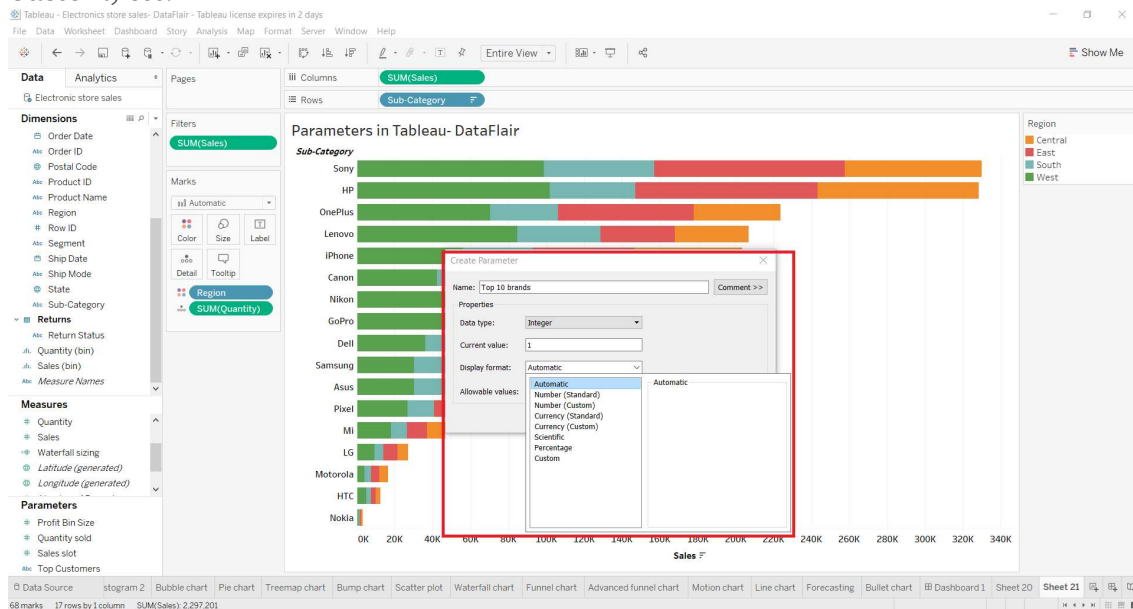 Tableau - Electronics store sales- DataFlair - Tableau license expires in 2 days
File Data Worksheet Dashboard Story Analysis Map Format Server Window Help
Entire View
Show Me
Data Analytics
Electronic store sales
Dimensions
Order Date
Abc Order ID
Postal Code
Abc Product ID
Abc Product Name
Abc Region
# Row ID
Abc Segment
Ship Date
Abc Ship Mode
State
Abc Sub-Category
Returns
Abc Return Status
Quantity (bin)
Sales (bin)
Abc Measure Names
Measures
# Quantity
# Sales
Waterfall sizing
Latitude (generated)
Longitude (generated)
Parameters
# Profit Bin Size
# Quantity sold
# Sales slot
Abc Top Customers
Pages
Filters
SUM(Sales)
Marks
Automatic
Color Size Label
Detail Tooltip
Region
SUM(Quantity)
Columns SUM(Sales)
Rows Sub-Category
Parameters in Tableau- DataFlair
Sub-Category
Sony
HP
OnePlus
Lenovo
iPhone
Canon
Nikon
GoPro
Dell
Samsung
Asus
Pixel
Mi
LG
Motorola
HTC
Nokia
0K 20K 40K 60K 80K 100K 120K 140K 160K 180K 200K 220K 240K 260K 280K 300K 320K 340K
Sales
Create Parameter
Name: Top 10 brands Comment >>
Properties
Data type: Integer
Current value: 1
Display format: Automatic
Allowable values:
Automatic
Number (Standard)
Number (Custom)
Currency (Standard)
Currency (Custom)
Scientific
Percentage
Custom
Automatic
Region
Central
East
South
West
Data Source stogram 2 Bubble chart Pie chart Treemap chart Bump chart Scatter plot Waterfall chart Funnel chart Advanced funnel chart Motion chart Line chart Forecasting Bullet chart Dashboard 1 Sheet 20 Sheet 21
68 marks 17 rows by 1 column SUM(Sales): 2,297,201